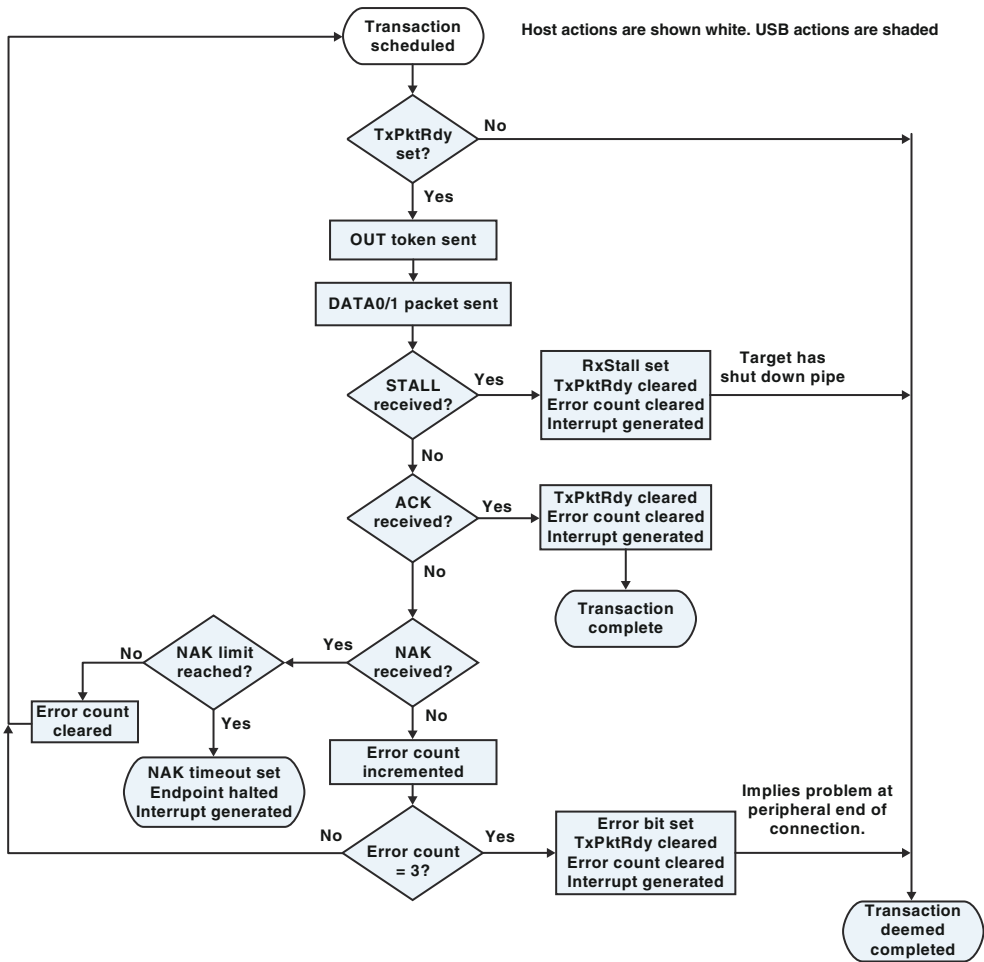 Transaction
scheduled
Host actions are shown white. USB actions are shaded
TxPktRdy
set?
No
Yes
OUT token sent
DATA0/1 packet sent
STALL
received?
Yes
RxStall set
TxPktRdy cleared
Error count cleared
Interrupt generated
Target has
shut down pipe
No
ACK
received?
Yes
TxPktRdy cleared
Error count cleared
Interrupt generated
No
Transaction
complete
NAK
received?
Yes
NAK limit
reached?
No
Error count
cleared
Yes
NAK timeout set
Endpoint halted
Interrupt generated
No
Error count
incremented
Error count
= 3?
No
Yes
Error bit set
TxPktRdy cleared
Error count cleared
Interrupt generated
Implies problem at
peripheral end of
connection.
Transaction
deemed
completed